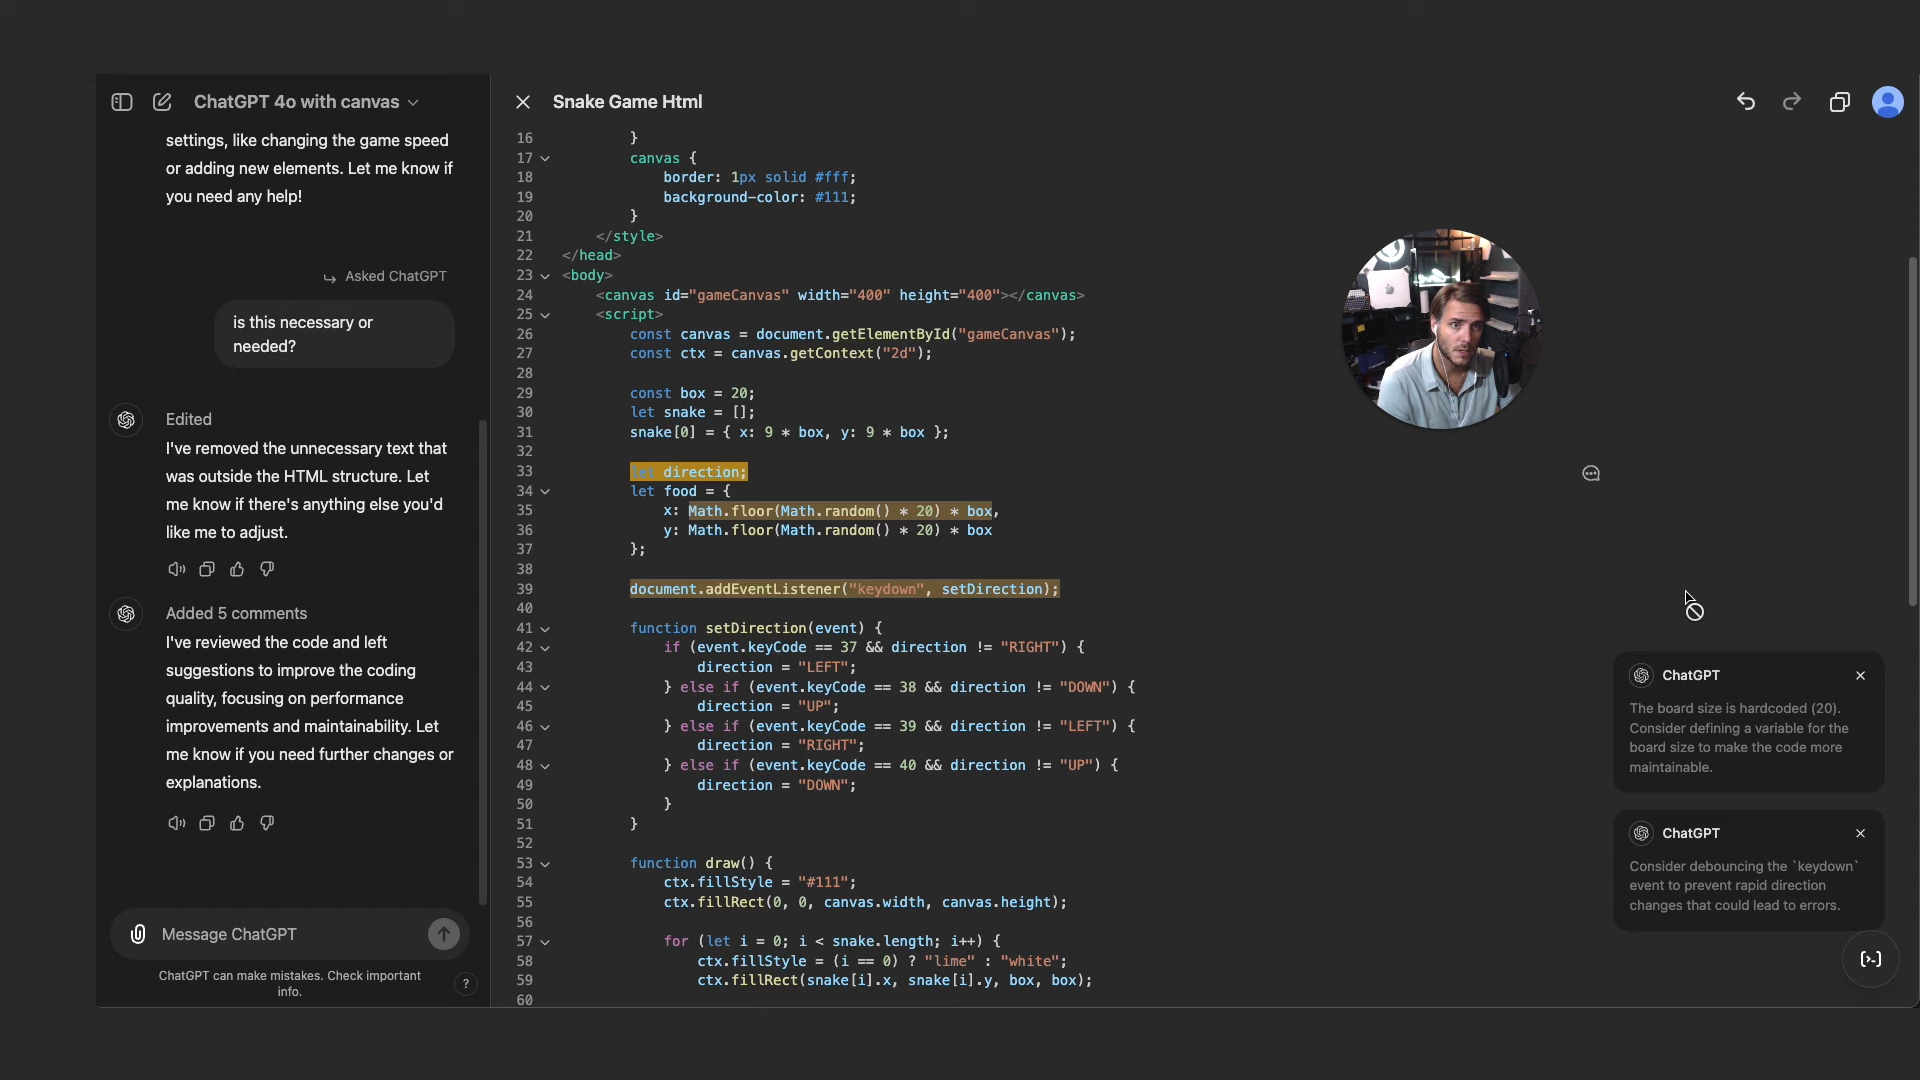 ChatGPT 4o with canvas
settings, like changing the game speed
or adding new elements. Let me know if
you need any help!
Asked ChatGPT
is this necessary or
needed?
Edited
I've removed the unnecessary text that
was outside the HTML structure. Let
me know if there's anything else you'd
like me to adjust.
Added 5 comments
I've reviewed the code and left
suggestions to improve the coding
quality, focusing on performance
improvements and maintainability. Let
me know if you need further changes or
explanations.
Message ChatGPT
ChatGPT can make mistakes. Check important
info.
?
Snake Game Html
16 }
17 canvas {
18 border: 1px solid #fff;
19 background-color: #111;
20 }
21 </style>
22 </head>
23 <body>
24 <canvas id="gameCanvas" width="400" height="400"></canvas>
25 <script>
26 const canvas = document.getElementById("gameCanvas");
27 const ctx = canvas.getContext("2d");
28
29 const box = 20;
30 let snake = [];
31 snake[0] = { x: 9 * box, y: 9 * box };
32
33 let direction;
34 let food = {
35 x: Math.floor(Math.random() * 20) * box,
36 y: Math.floor(Math.random() * 20) * box
37 };
38
39 document.addEventListener("keydown", setDirection);
40
41 function setDirection(event) {
42 if (event.keyCode == 37 && direction != "RIGHT") {
43 direction = "LEFT";
44 } else if (event.keyCode == 38 && direction != "DOWN") {
45 direction = "UP";
46 } else if (event.keyCode == 39 && direction != "LEFT") {
47 direction = "RIGHT";
48 } else if (event.keyCode == 40 && direction != "UP") {
49 direction = "DOWN";
50 }
51 }
52
53 function draw() {
54 ctx.fillStyle = "#111";
55 ctx.fillRect(0, 0, canvas.width, canvas.height);
56
57 for (let i = 0; i < snake.length; i++) {
58 ctx.fillStyle = (i == 0) ? "lime" : "white";
59 ctx.fillRect(snake[i].x, snake[i].y, box, box);
60
ChatGPT
The board size is hardcoded (20).
Consider defining a variable for the
board size to make the code more
maintainable.
ChatGPT
Consider debouncing the `keydown`
event to prevent rapid direction
changes that could lead to errors.